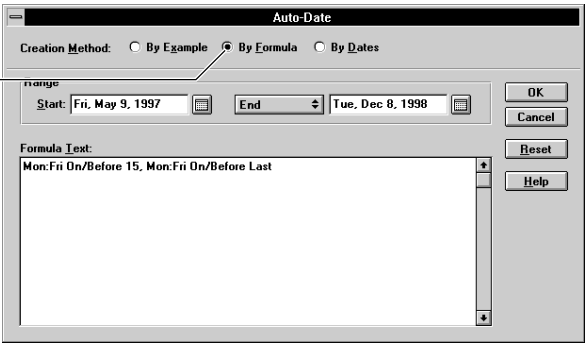 Auto-Date
Creation Method: By Example By Formula By Dates
Range
Start: Fri, May 9, 1997 End Tue, Dec 8, 1998
OK
Cancel
Formula Text:
Reset
Mon:Fri On/Before 15, Mon:Fri On/Before Last
Help